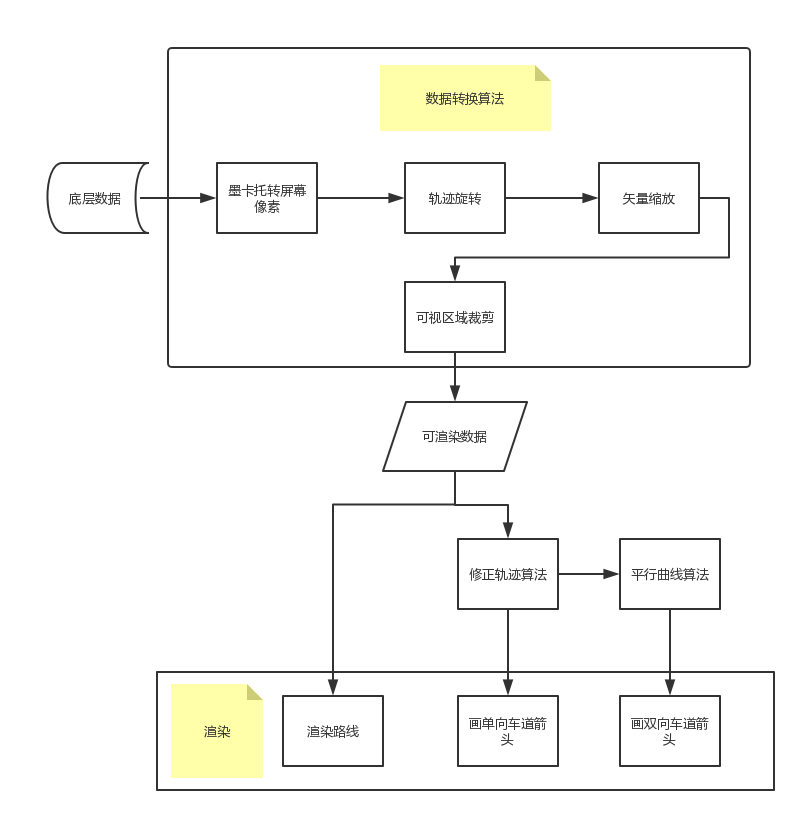 数据转换算法
底层数据
墨卡托转屏幕
像素
轨迹旋转
矢量缩放
可视区域裁剪
可渲染数据
修正轨迹算法
平行曲线算法
渲染
渲染路线
画单向车道箭
头
画双向车道箭
头